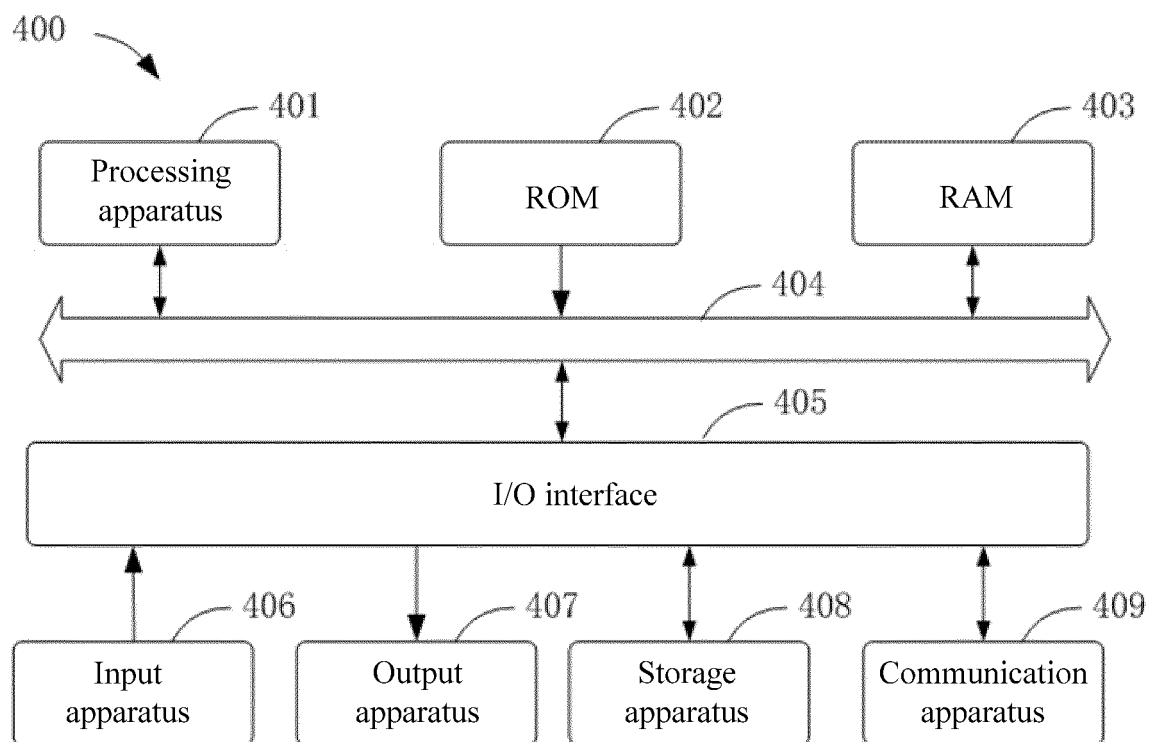 400
401
402
403
Processing
apparatus
ROM
RAM
404
405
I/O interface
406
407
408
409
Input
apparatus
Output
apparatus
Storage
apparatus
Communication
apparatus